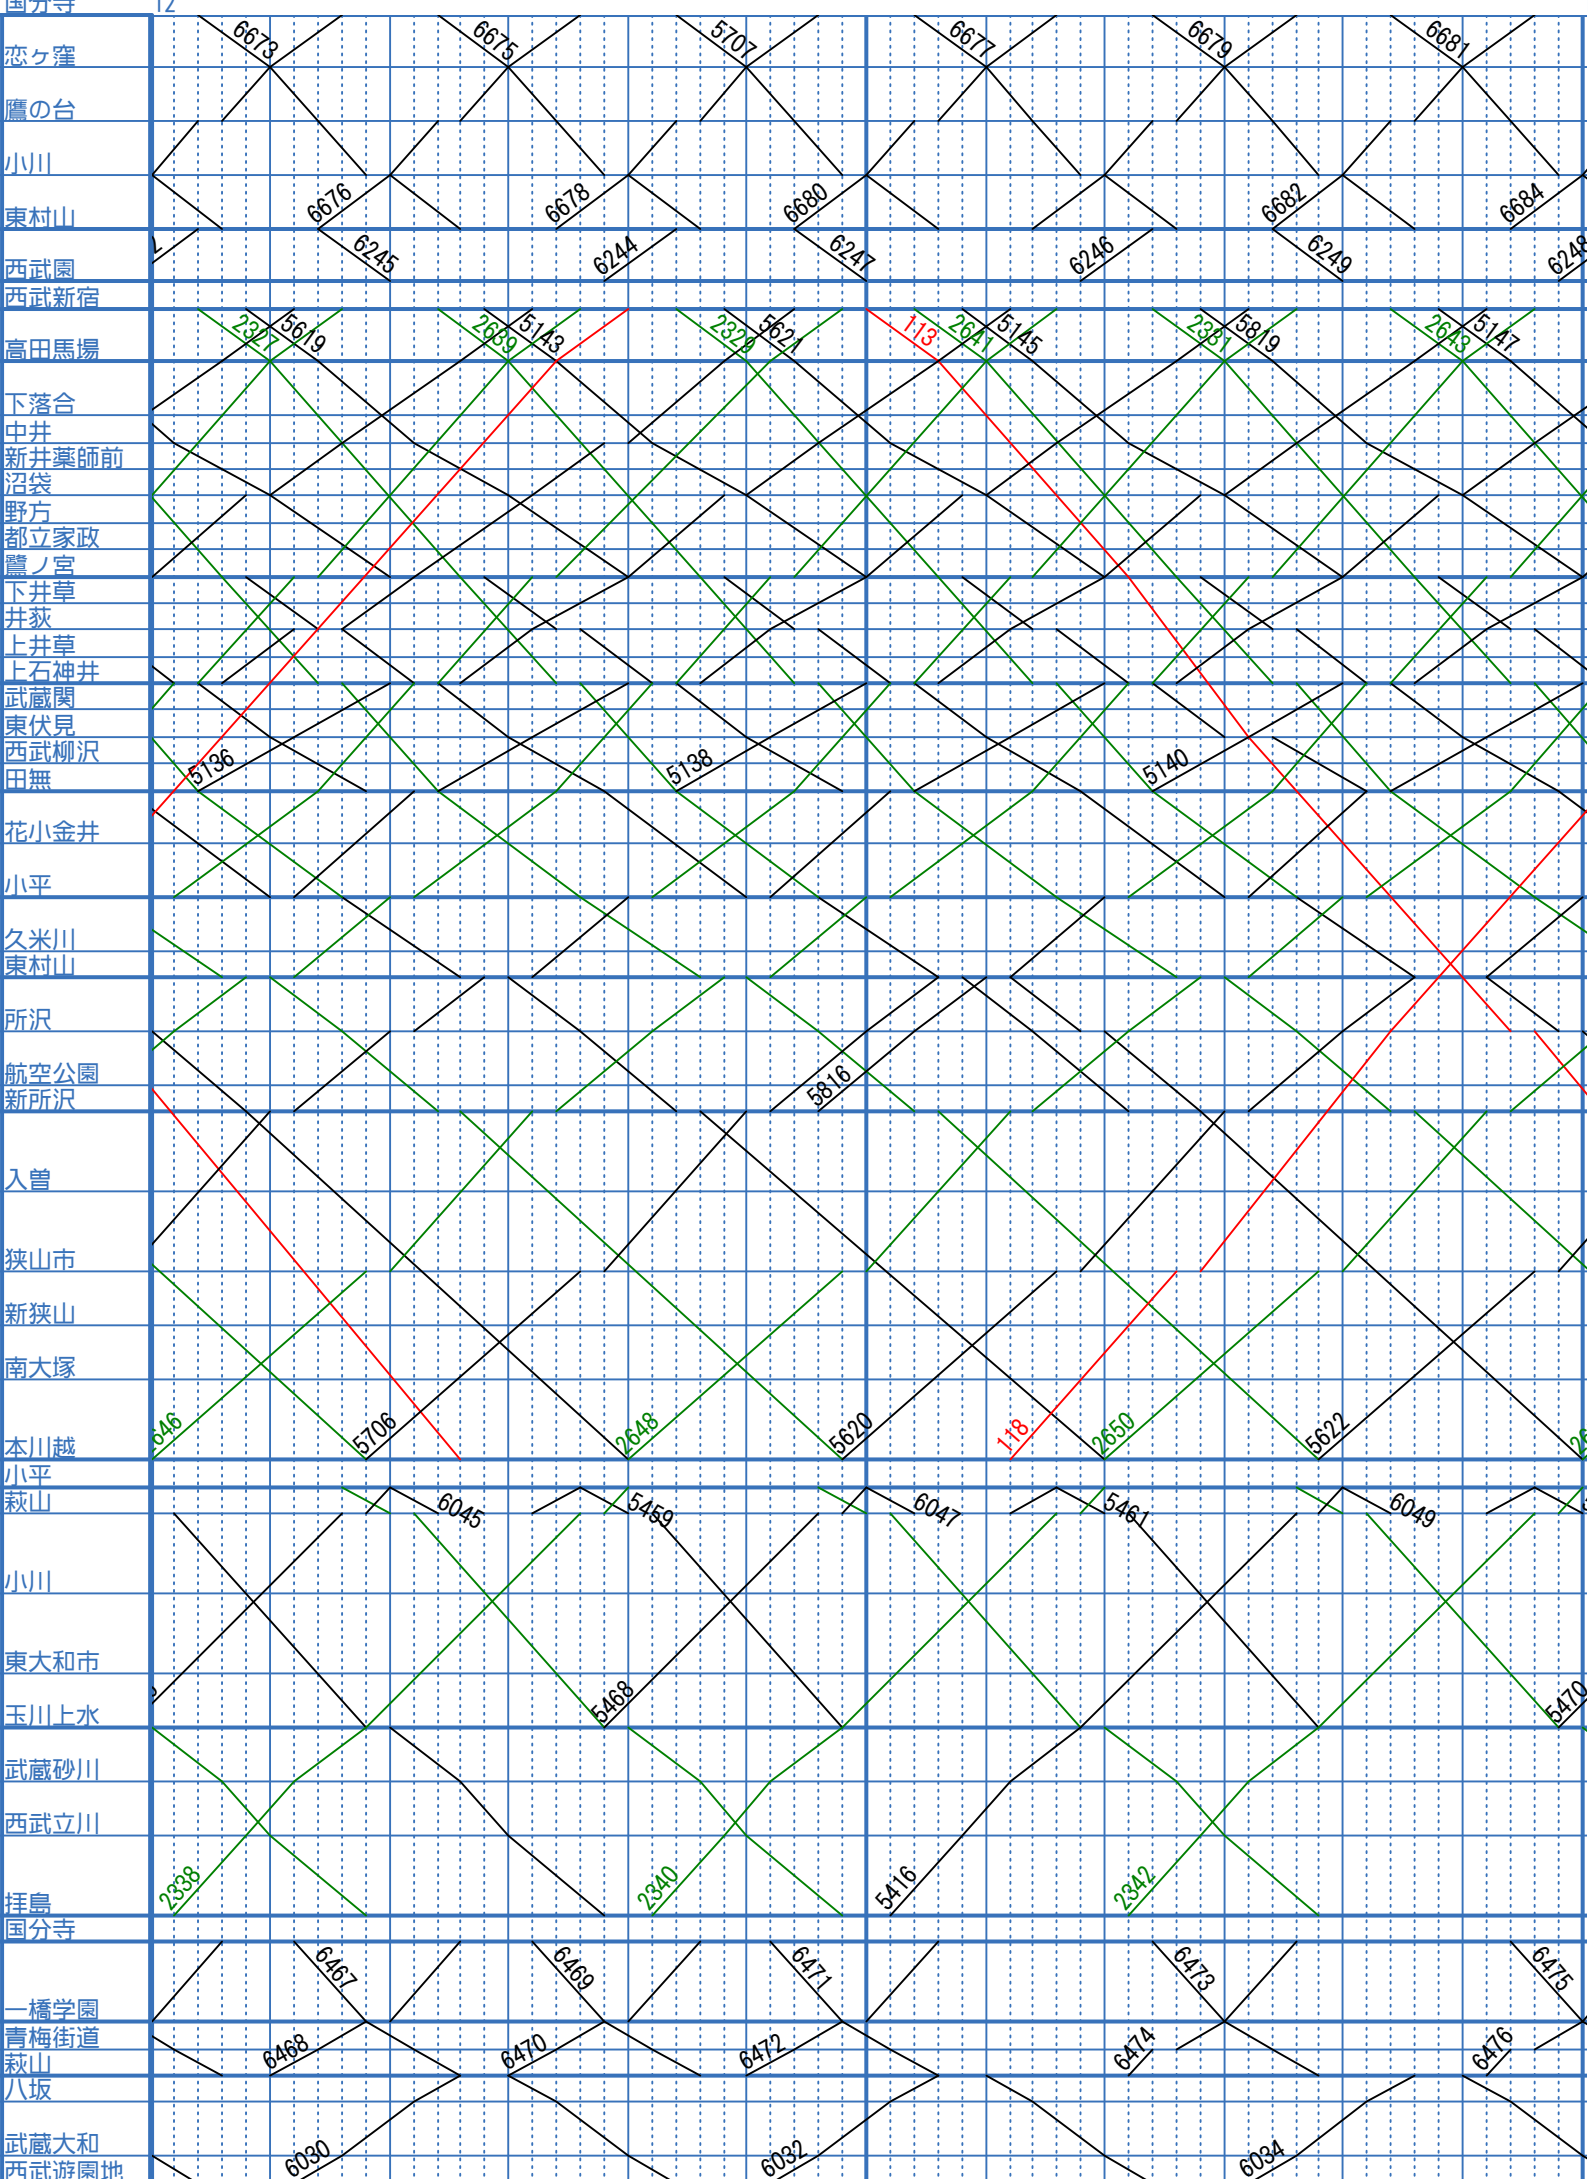 国分寺 12
恋ヶ窪 6673 6675 5707 6677 6679 6681
鷹の台
小川
東村山 6676 6678 6680 6682 6684
西武園 6245 6244 6247 6246 6249 6248
西武新宿
高田馬場 2327 5619 2639 5143 2329 5621 113 2641 5145 2331 5819 2643 5147
下落合
中井
新井薬師前
沼袋
野方
都立家政
鷺ノ宮
下井草
井荻
上井草
上石神井
武蔵関
東伏見
西武柳沢
田無 5136 5138 5140
花小金井
小平
久米川
東村山
所沢
航空公園
新所沢 5816
入曽
狭山市
新狭山
南大塚
本川越 646 5706 2648 5620 118 2650 5622
小平
萩山 6045 5459 6047 5461 6049
小川
東大和市
玉川上水 5468 5470
武蔵砂川
西武立川
拝島 2338 2340 5416 2342
国分寺
一橋学園 6467 6469 6471 6473 6475
青梅街道
萩山 6468 6470 6472 6474 6476
八坂
武蔵大和
西武遊園地 6030 6032 6034